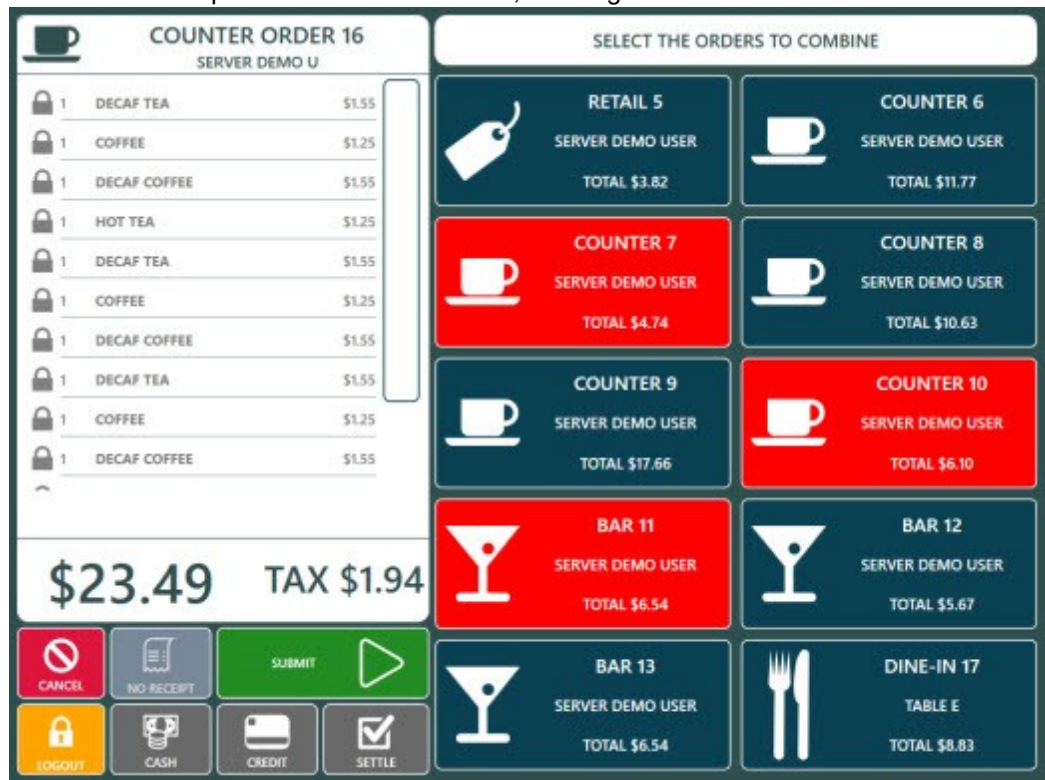 COUNTER ORDER 16
SERVER DEMO U
1 DECAF TEA $1.55
1 COFFEE $1.25
1 DECAF COFFEE $1.55
1 HOT TEA $1.25
1 DECAF TEA $1.55
1 COFFEE $1.25
1 DECAF COFFEE $1.55
1 DECAF TEA $1.55
1 COFFEE $1.25
1 DECAF COFFEE $1.55
$23.49 TAX $1.94
CANCEL
NO RECEIPT
SUBMIT
LOGOUT
CASH
CREDIT
SETTLE
SELECT THE ORDERS TO COMBINE
RETAIL 5
SERVER DEMO USER
TOTAL $3.82
COUNTER 6
SERVER DEMO USER
TOTAL $11.77
COUNTER 7
SERVER DEMO USER
TOTAL $4.74
COUNTER 8
SERVER DEMO USER
TOTAL $10.63
COUNTER 9
SERVER DEMO USER
TOTAL $17.66
COUNTER 10
SERVER DEMO USER
TOTAL $6.10
BAR 11
SERVER DEMO USER
TOTAL $6.54
BAR 12
SERVER DEMO USER
TOTAL $5.67
BAR 13
SERVER DEMO USER
TOTAL $6.54
DINE-IN 17
TABLE E
TOTAL $8.83